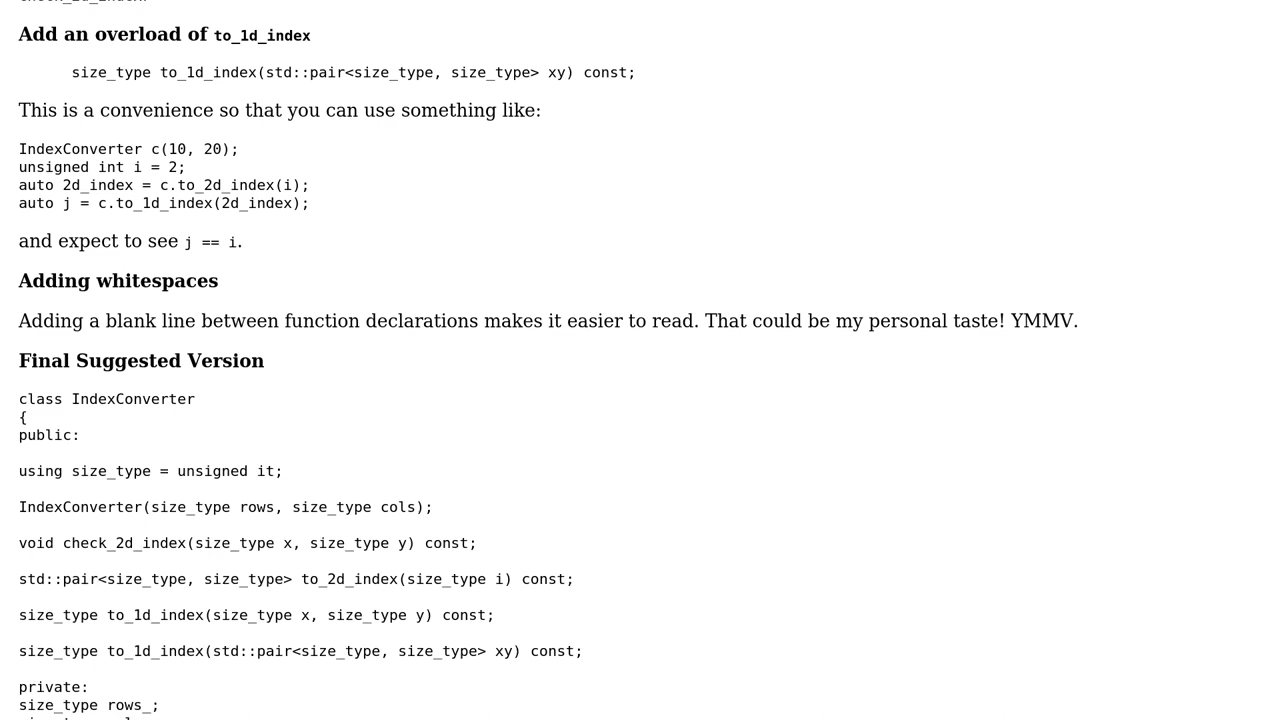 Add an overload of to_1d_index
size_type to_1d_index(std::pair<size_type, size_type> xy) const;
This is a convenience so that you can use something like:
IndexConverter c(10, 20);
unsigned int i = 2;
auto 2d_index = c.to_2d_index(i);
auto j = c.to_1d_index(2d_index);
and expect to see j == i.
Adding whitespaces
Adding a blank line between function declarations makes it easier to read. That could be my personal taste! YMMV.
Final Suggested Version
class IndexConverter
{
public:
using size_type = unsigned it;
IndexConverter(size_type rows, size_type cols);
void check_2d_index(size_type x, size_type y) const;
std::pair<size_type, size_type> to_2d_index(size_type i) const;
size_type to_1d_index(size_type x, size_type y) const;
size_type to_1d_index(std::pair<size_type, size_type> xy) const;
private:
size_type rows_;